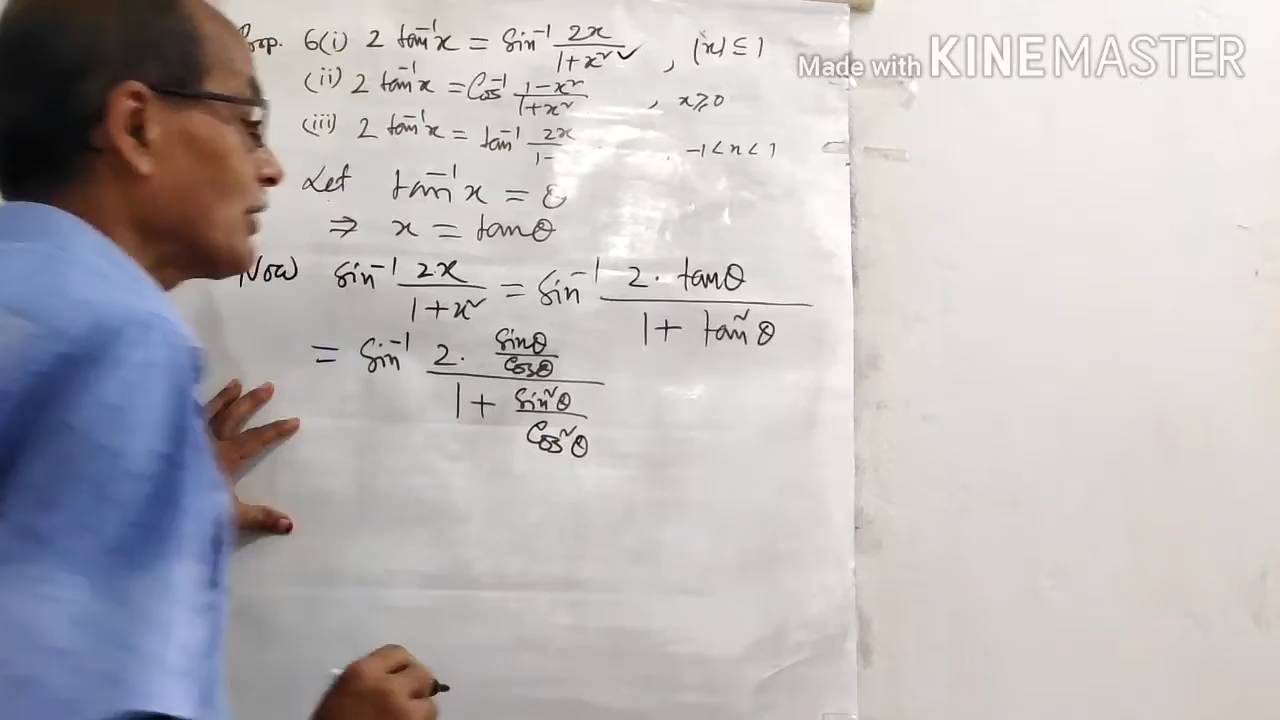 Prop. 6(i) 2 tan⁻¹x = Sin⁻¹ 2x/1+x² ✓, |x| ≤ 1
(ii) 2 tan⁻¹x = Cos⁻¹ 1-x²/1+x², x ≥ 0
(iii) 2 tan⁻¹x = tan⁻¹ 2x/1- -1 < x < 1
Let tan⁻¹x = θ
⇒ x = tanθ
Now Sin⁻¹ 2x/1+x² = Sin⁻¹ 2· tanθ/1+ tan²θ
= Sin⁻¹ 2· Sinθ/Cosθ/1+ Sin²θ/Cos²θ
Made with KINEMASTER